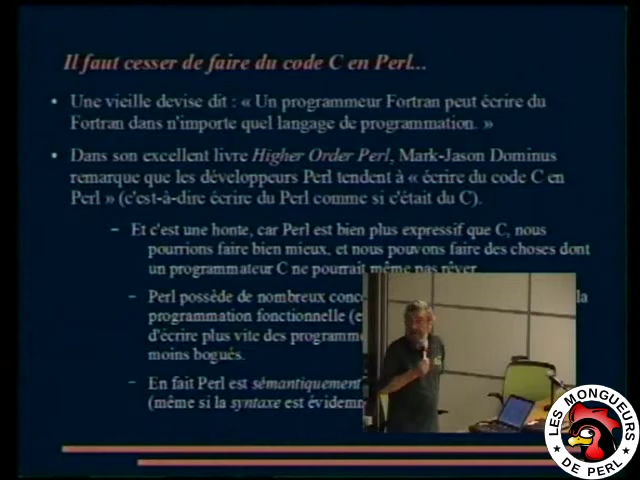 Il faut cesser de faire du code C en Perl...
• Une vieille devise dit : « Un programmeur Fortran peut écrire du
Fortran dans n'importe quel langage de programmation. »
• Dans son excellent livre Higher Order Perl, Mark-Jason Dominus
remarque que les développeurs Perl tendent à « écrire du code C en
Perl » (c'est-à-dire écrire du Perl comme si c'était du C).
– Et c'est une honte, car Perl est bien plus expressif que C, nous
pourrions faire bien mieux, et nous pouvons faire des choses dont
un programmateur C ne pourrait même pas rêver
– Perl possède de nombreux conc la
programmation fonctionnelle (e
d'écrire plus vite des programm
moins bogués.
– En fait Perl est sémantiquement
(même si la syntaxe est évidemm
LES MONGUEURS
DE PERL